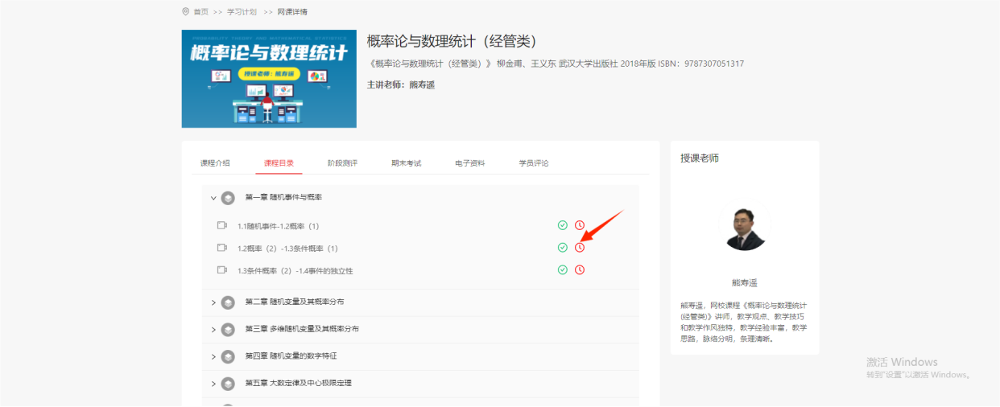 首页 >> 学习计划 >> 网课详情
PROBABILITY THEORY AND MATHEMATICAL STATISTICS
概率论与数理统计
授课老师：熊寿遥
概率论与数理统计（经管类）
《概率论与数理统计（经管类）》 柳金甫、王义东 武汉大学出版社 2018年版 ISBN：9787307051317
主讲老师：熊寿遥
课程介绍
课程目录
阶段测评
期末考试
电子资料
学员评论
第一章 随机事件与概率
1.1随机事件-1.2概率（1）
1.2概率（2）-1.3条件概率（1）
1.3条件概率（2）-1.4事件的独立性
第二章 随机变量及其概率分布
第三章 多维随机变量及其概率分布
第四章 随机变量的数字特征
第五章 大数定律及中心极限定理
授课老师
熊寿遥
熊寿遥，网校课程《概率论与数理统计
(经管类)》讲师，教学观点、教学技巧
和教学作风独特，教学经验丰富，教学
思路，脉络分明，条理清晰。
激活 Windows
转到"设置"以激活 Windows。